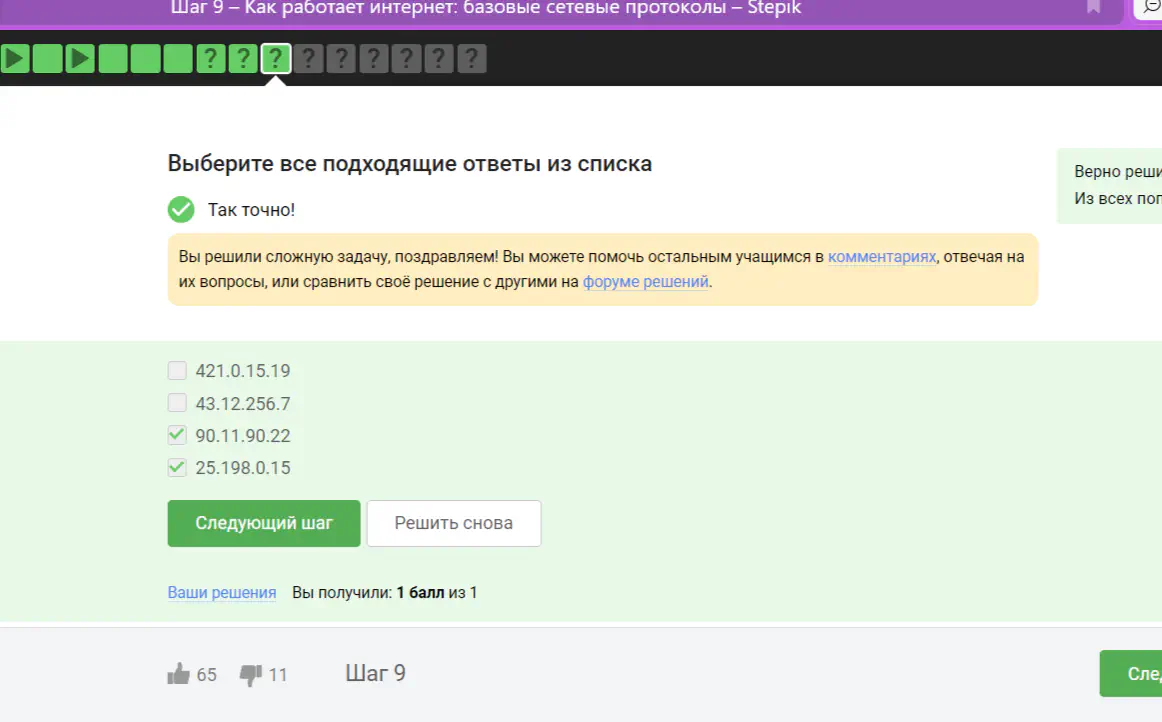 Шаг 9 – Как работает интернет: базовые сетевые протоколы – Stepik
? ? ? ? ? ? ? ? ?
Выберите все подходящие ответы из списка
Верно реши
Из всех поп
Так точно!
Вы решили сложную задачу, поздравляем! Вы можете помочь остальным учащимся в комментариях, отвечая на
их вопросы, или сравнить своё решение с другими на форуме решений.
421.0.15.19
43.12.256.7
90.11.90.22
25.198.0.15
Следующий шаг Решить снова
Ваши решения Вы получили: 1 балл из 1
65 11 Шаг 9
Сле